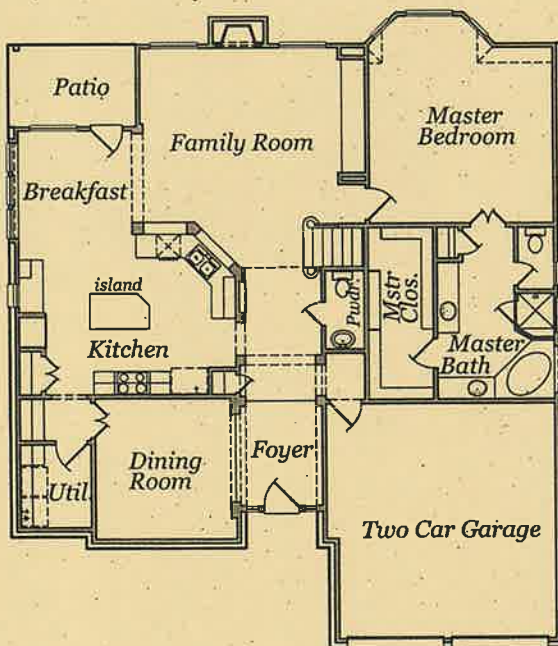 Patio
Family Room
Master
Bedroom
Breakfast
island
Kitchen
Pwdr.
Mstr
Clos.
Master
Bath
Dining
Room
Foyer
Util.
Two Car Garage